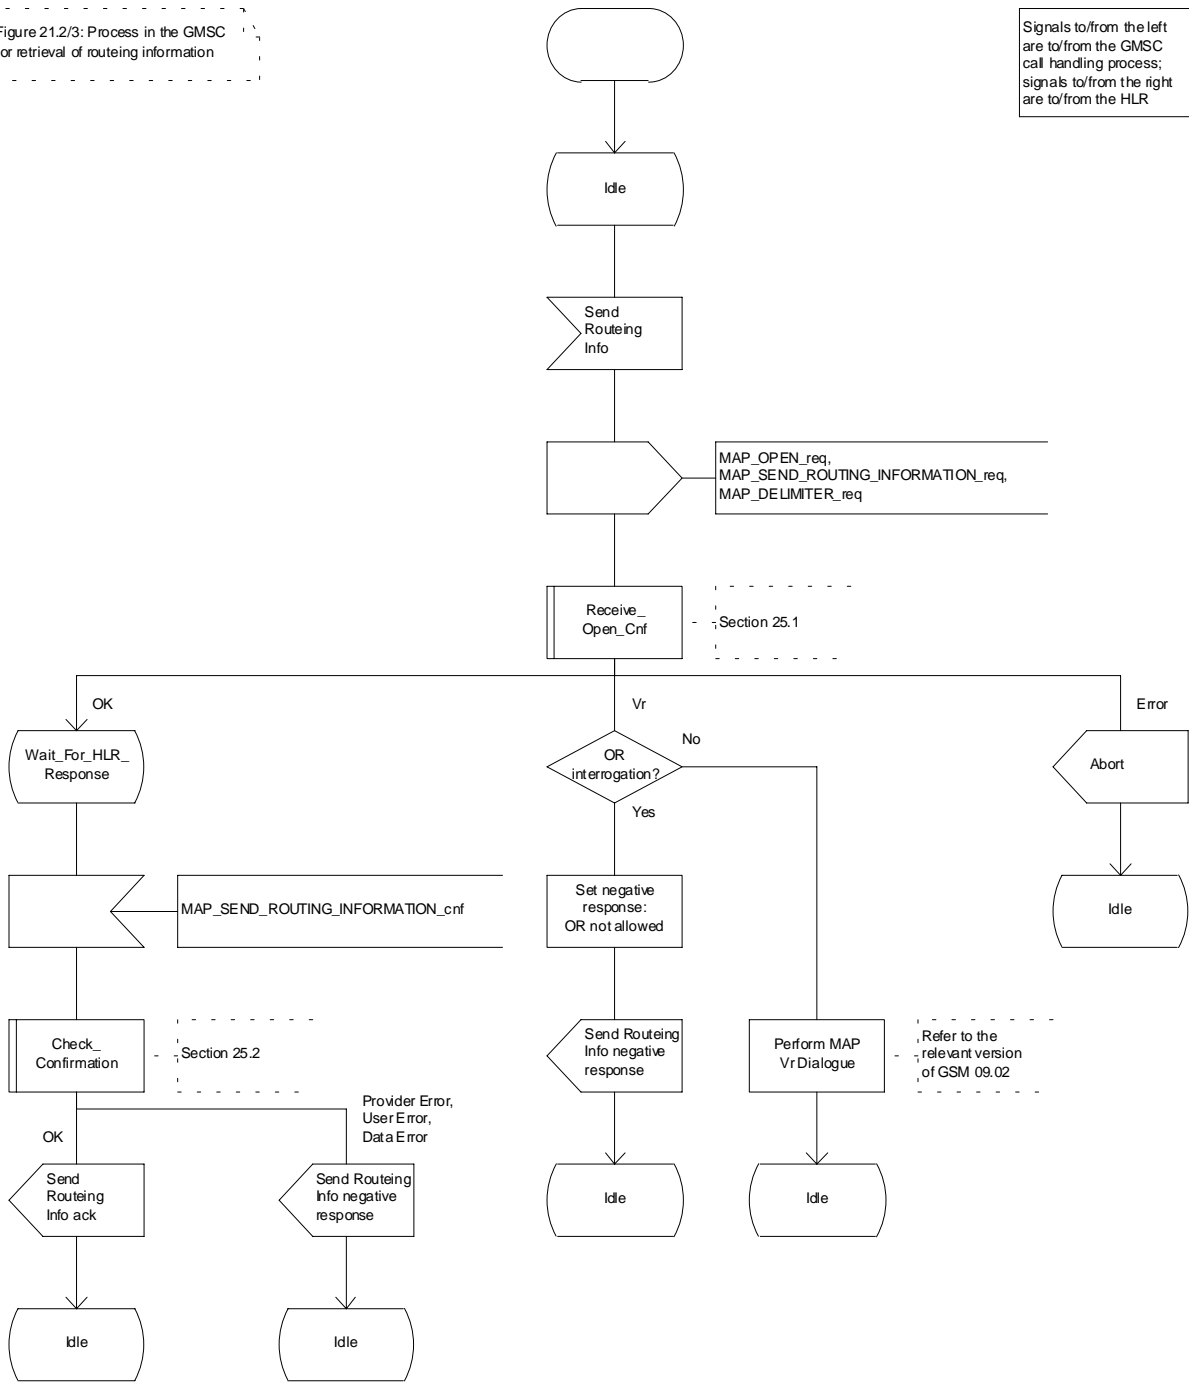 igure 21.2/3: Process in the GMSC
or retrieval of routeing information
Signals to/from the left
are to/from the GMSC
call handling process;
signals to/from the right
are to/from the HLR
Idle
Send
Routeing
Info
MAP_OPEN_req,
MAP_SEND_ROUTING_INFORMATION_req,
MAP_DELIMITER_req
Receive_
Open_Cnf
Section 25.1
OK
Vr
Error
Wait_For_HLR_
Response
OR
interrogation?
No
Yes
Abort
MAP_SEND_ROUTING_INFORMATION_cnf
Set negative
response:
OR not allowed
Idle
Check_
Confirmation
Section 25.2
Send Routeing
Info negative
response
Perform MAP
Vr Dialogue
Refer to the
relevant version
of GSM 09.02
OK
Provider Error,
User Error,
Data Error
Send
Routeing
Info ack
Send Routeing
Info negative
response
Idle
Idle
Idle
Idle